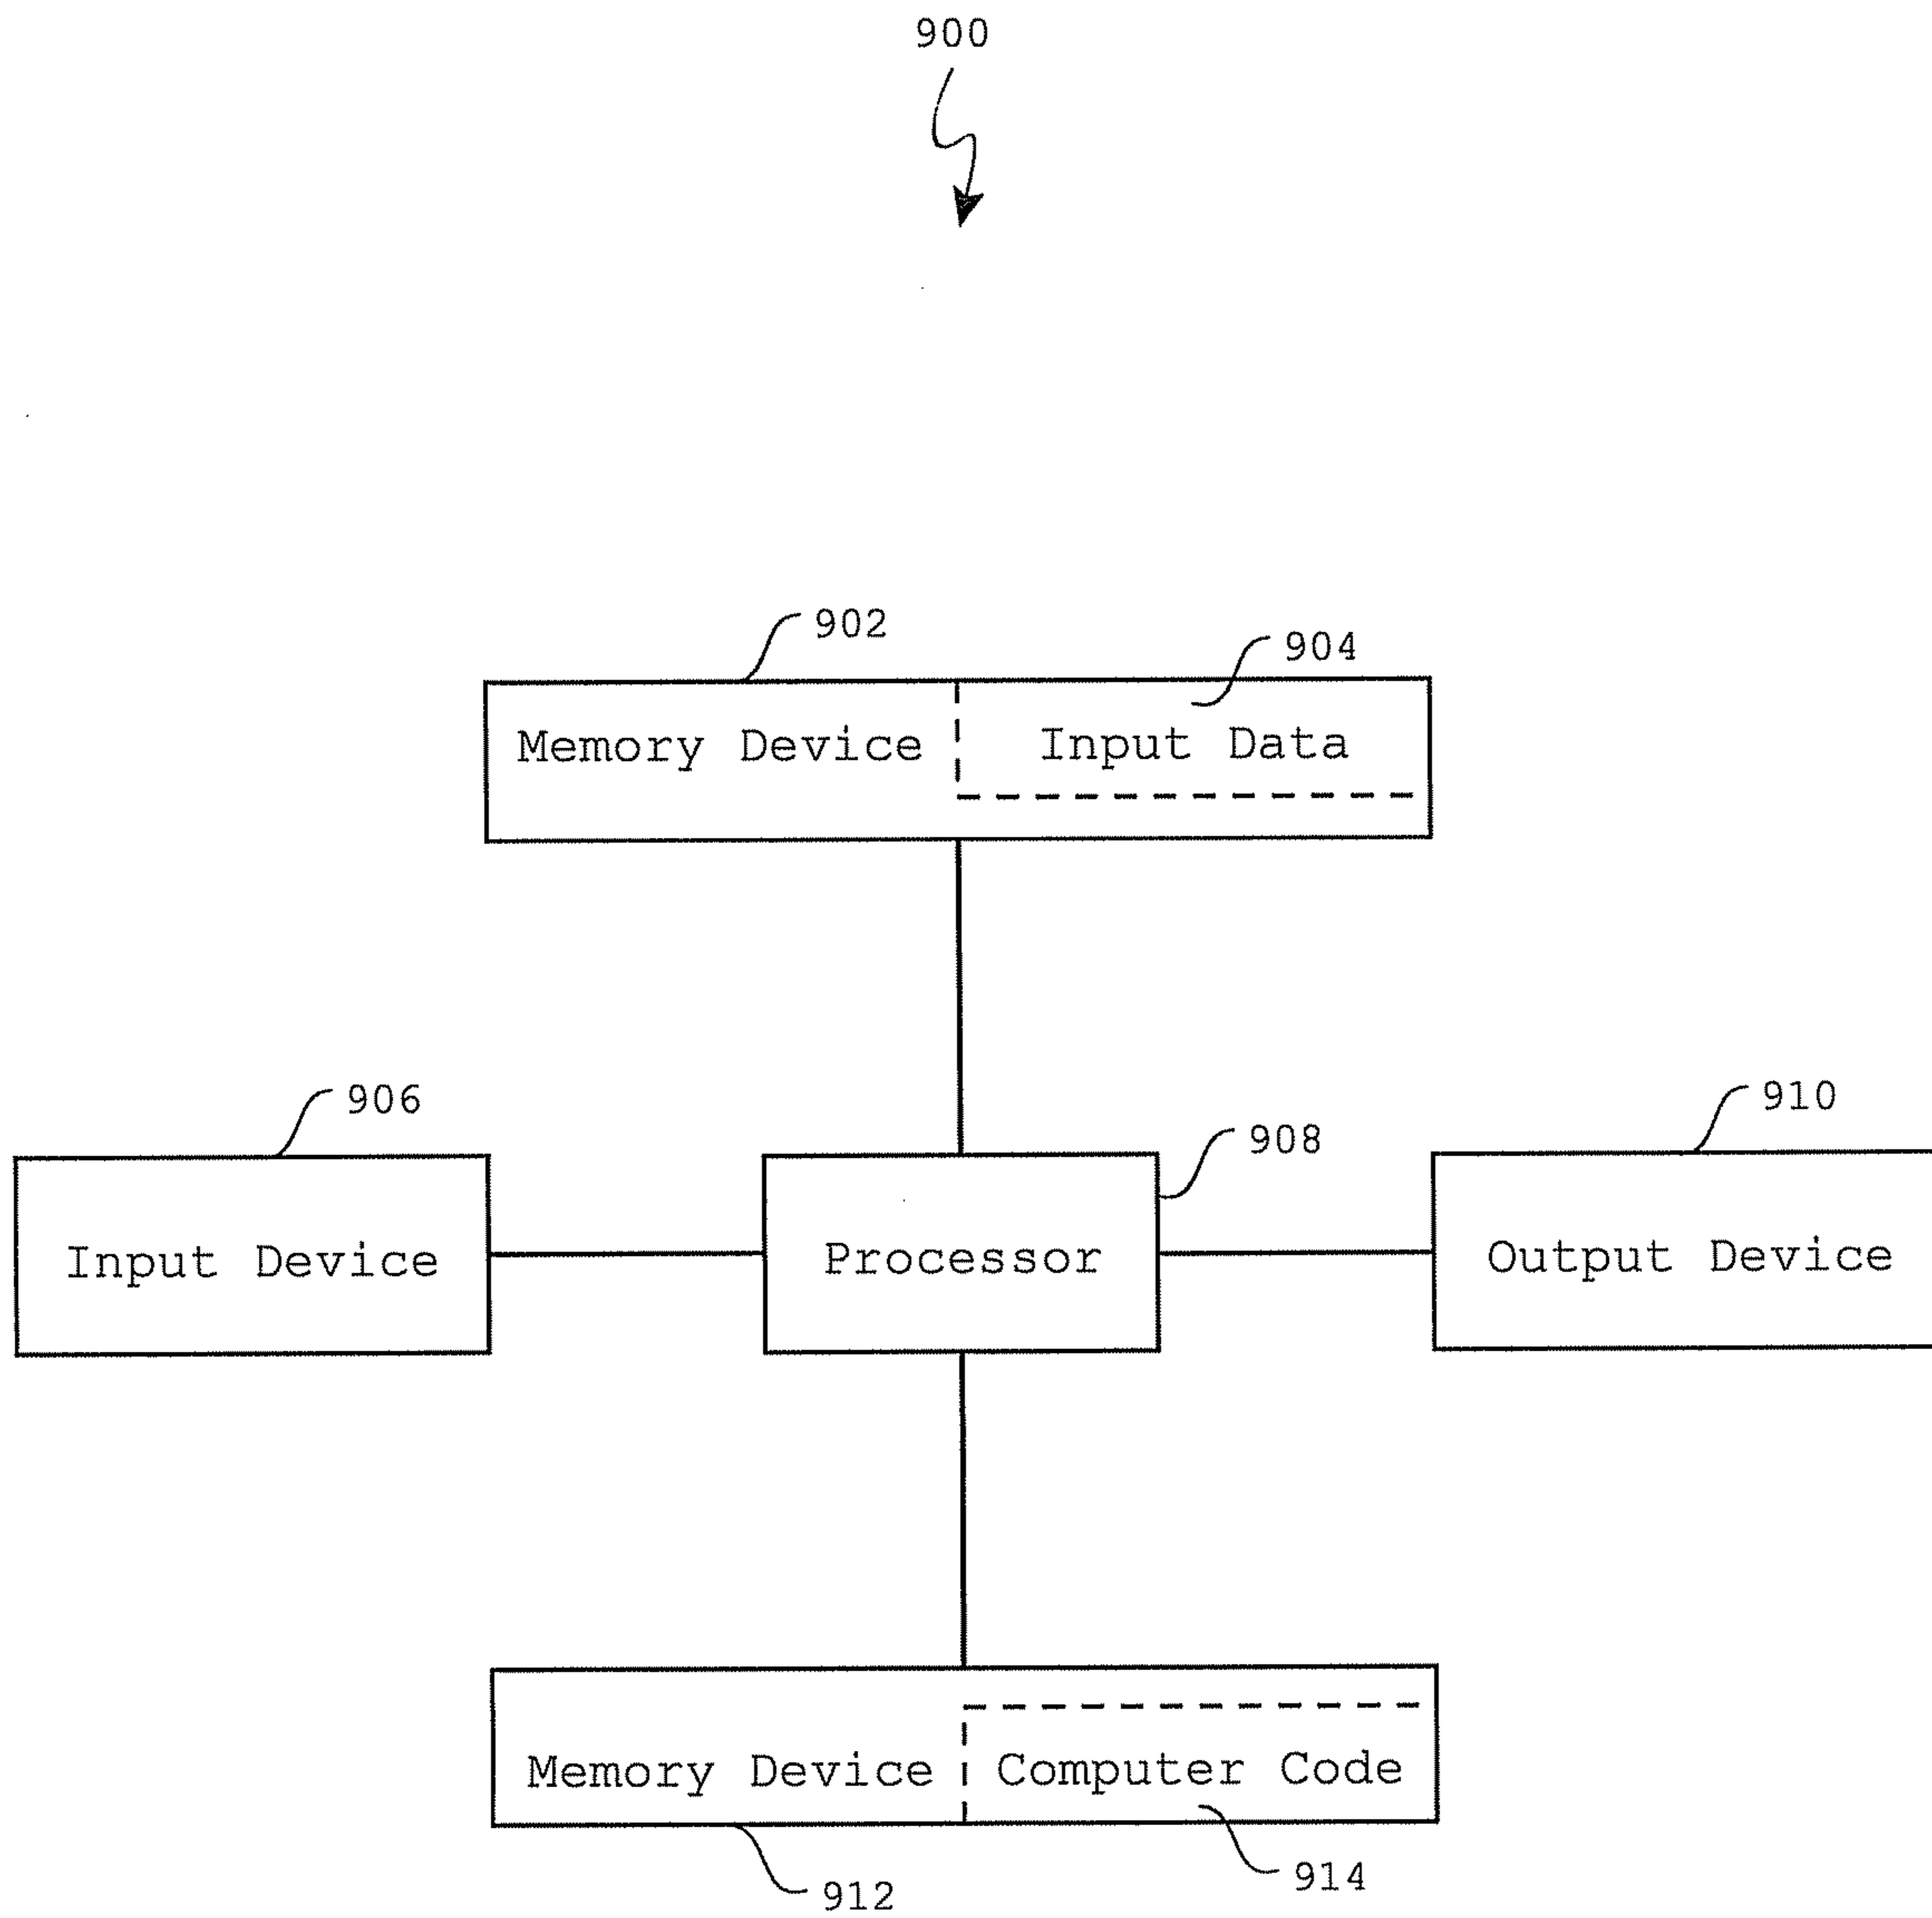 900
902
904
Memory Device
Input Data
906
908
910
Input Device
Processor
Output Device
Memory Device
Computer Code
912
914